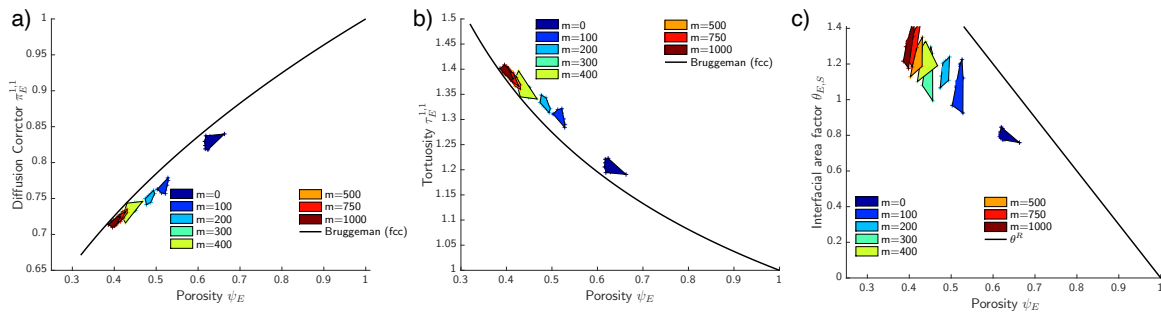 a)
Diffusion Corrctor π_E^{1,1}
1
0.95
0.9
0.85
0.8
0.75
0.7
0.65
0.3 0.4 0.5 0.6 0.7 0.8 0.9 1
Porosity ψ_E
m=0
m=100
m=200
m=300
m=400
m=500
m=750
m=1000
Bruggeman (fcc)
b)
Tortuosity τ_E^{1,1}
1.5
1.45
1.4
1.35
1.3
1.25
1.2
1.15
1.1
1.05
1
0.3 0.4 0.5 0.6 0.7 0.8 0.9 1
Porosity ψ_E
m=0
m=100
m=200
m=300
m=400
m=500
m=750
m=1000
Bruggeman (fcc)
c)
Interfacial area factor θ_{E,S}
1.4
1.2
1
0.8
0.6
0.4
0.2
0
0.3 0.4 0.5 0.6 0.7 0.8 0.9 1
Porosity ψ_E
m=0
m=100
m=200
m=300
m=400
m=500
m=750
m=1000
θ^R